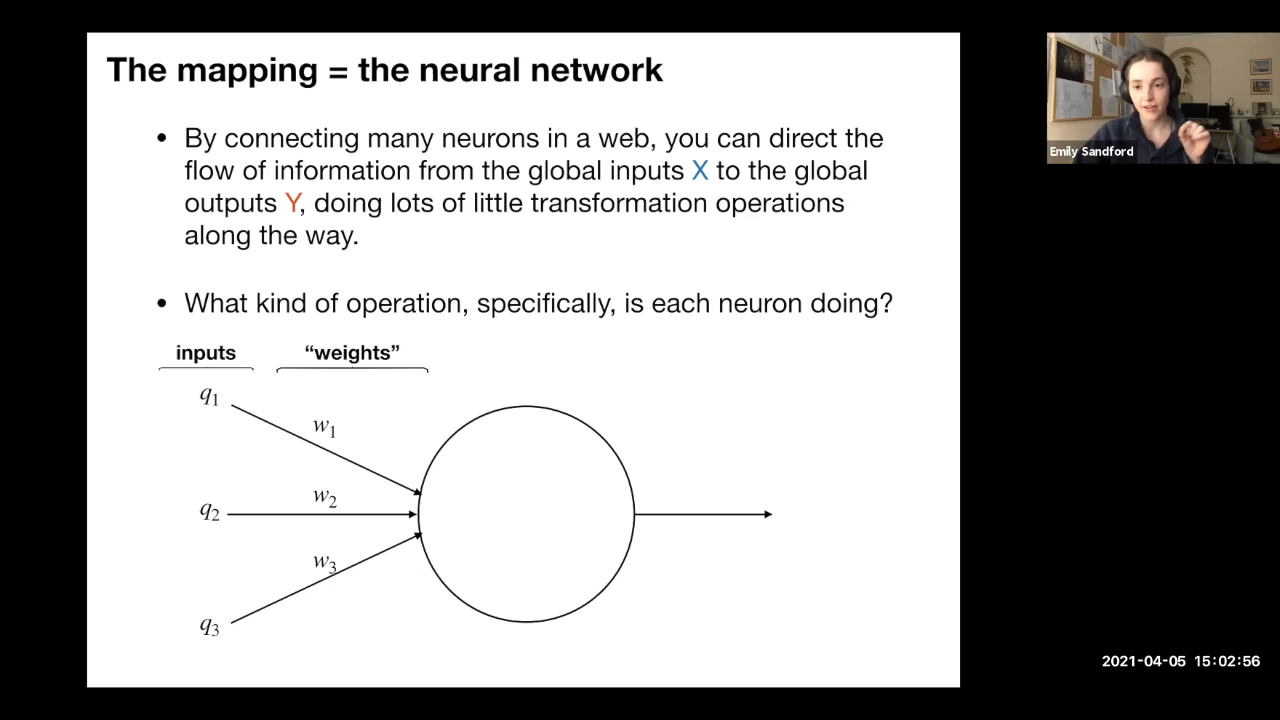 The mapping = the neural network
• By connecting many neurons in a web, you can direct the
flow of information from the global inputs X to the global
outputs Y, doing lots of little transformation operations
along the way.
• What kind of operation, specifically, is each neuron doing?
inputs “weights”
q1
w1
w2
q2
w3
q3
Emily Sandford
2021-04-05 15:02:56